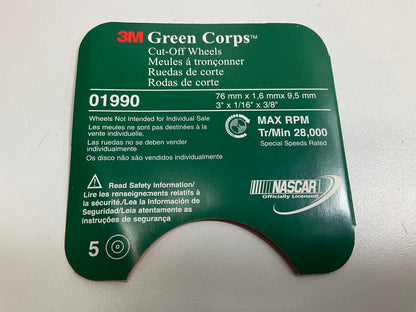 3M Green Corps™
Cut-Off Wheels
Meules á tronçonner
Ruedas de corte
Rodas de corte
01990
76 mm x 1,6 mmx 9,5 mm
3" x 1/16" x 3/8"
Wheels Not Intended for Individual Sale
Les meules ne sont pas destinées à la
vente individuelle.
Las ruedas no se deben vender
individualmente
Os disco não são vendidos individualmente
MAX RPM
Tr/Min 28,000
Special Speeds Rated
Read Safety Information/
Lire les renseignements relatifs à
la sécurité./Lea la Información de
Seguridad/Leia atentamente as
instruções de segurança
NASCAR
Officially Licensed
5